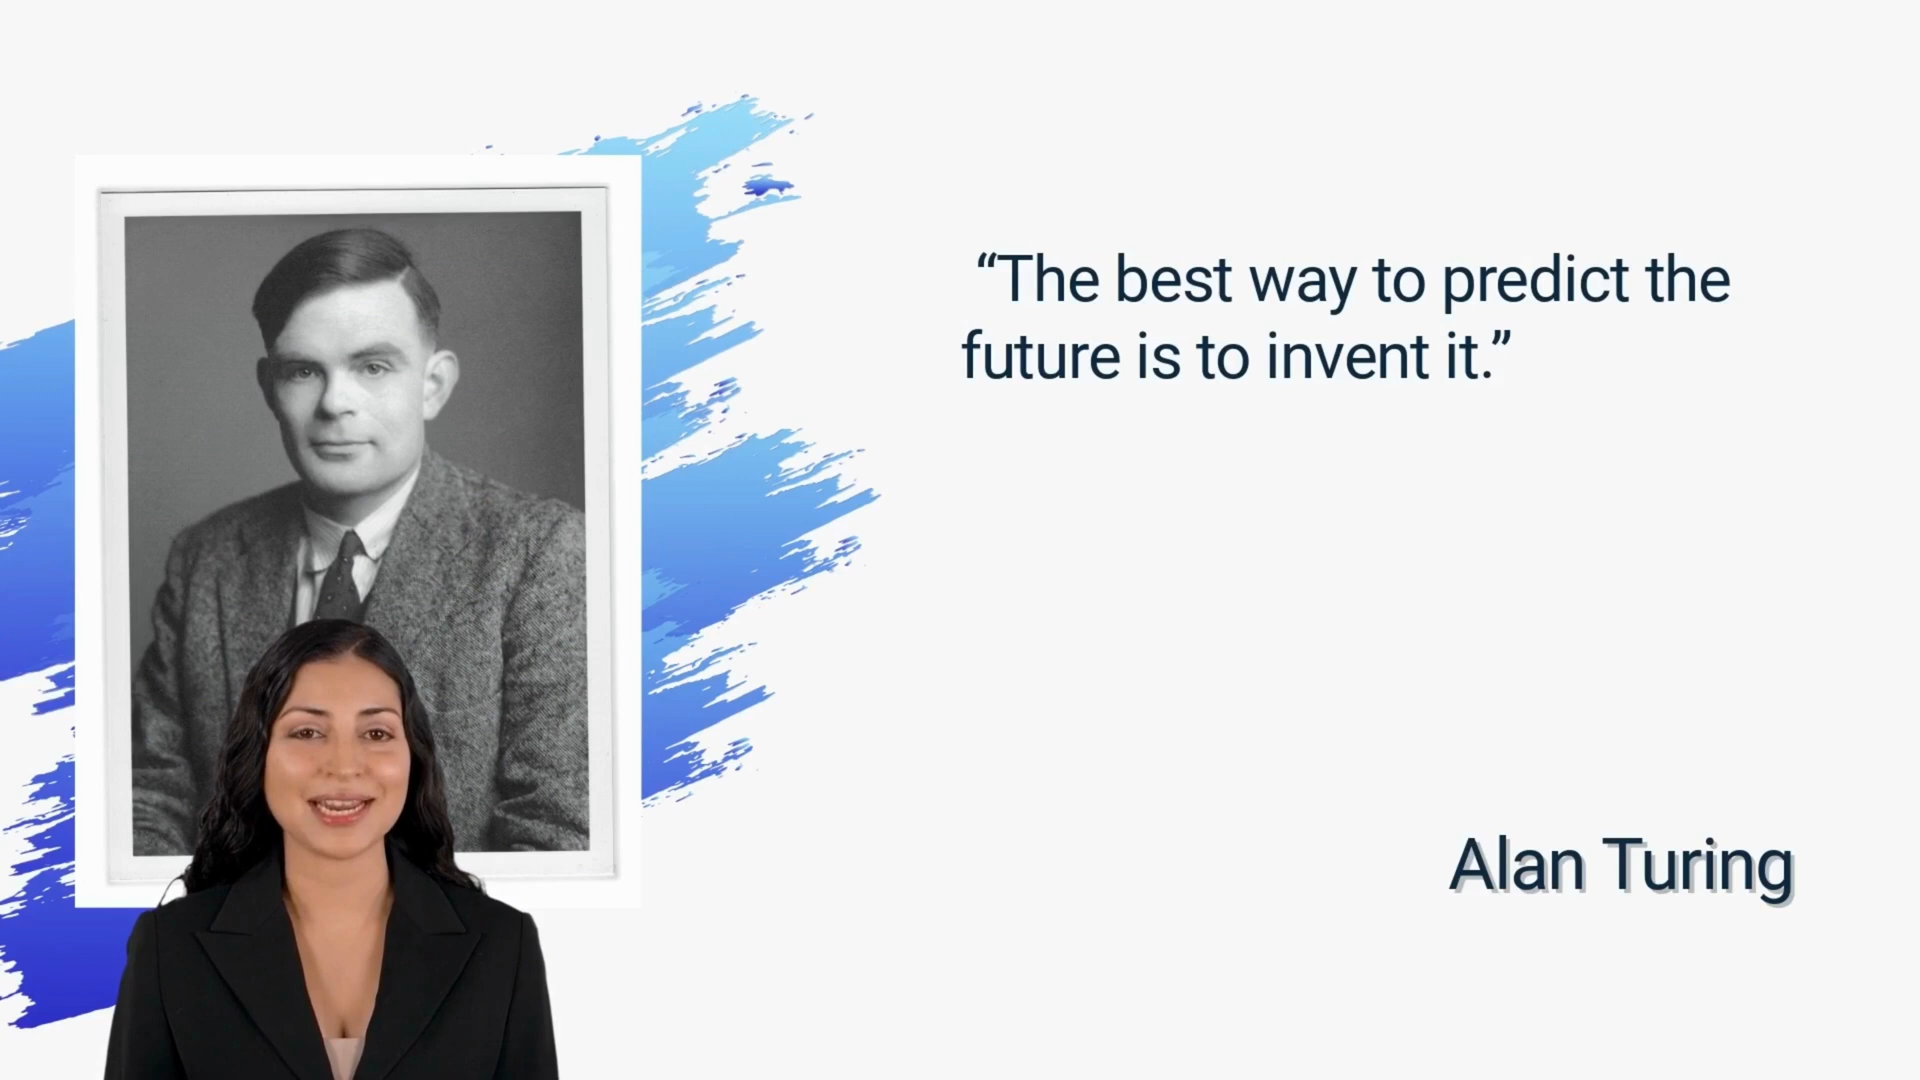 “The best way to predict the
future is to invent it.”
Alan Turing